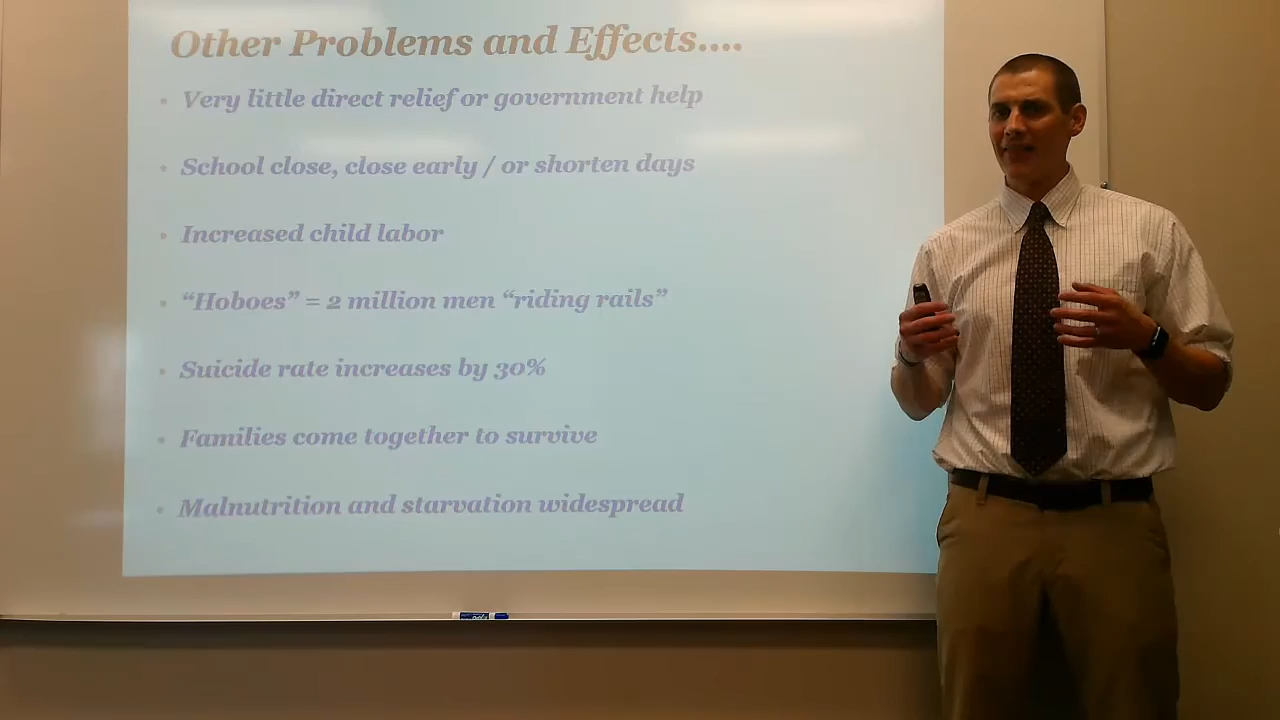 Other Problems and Effects....
• Very little direct relief or government help
• School close, close early / or shorten days
• Increased child labor
• “Hoboes” = 2 million men “riding rails”
• Suicide rate increases by 30%
• Families come together to survive
• Malnutrition and starvation widespread